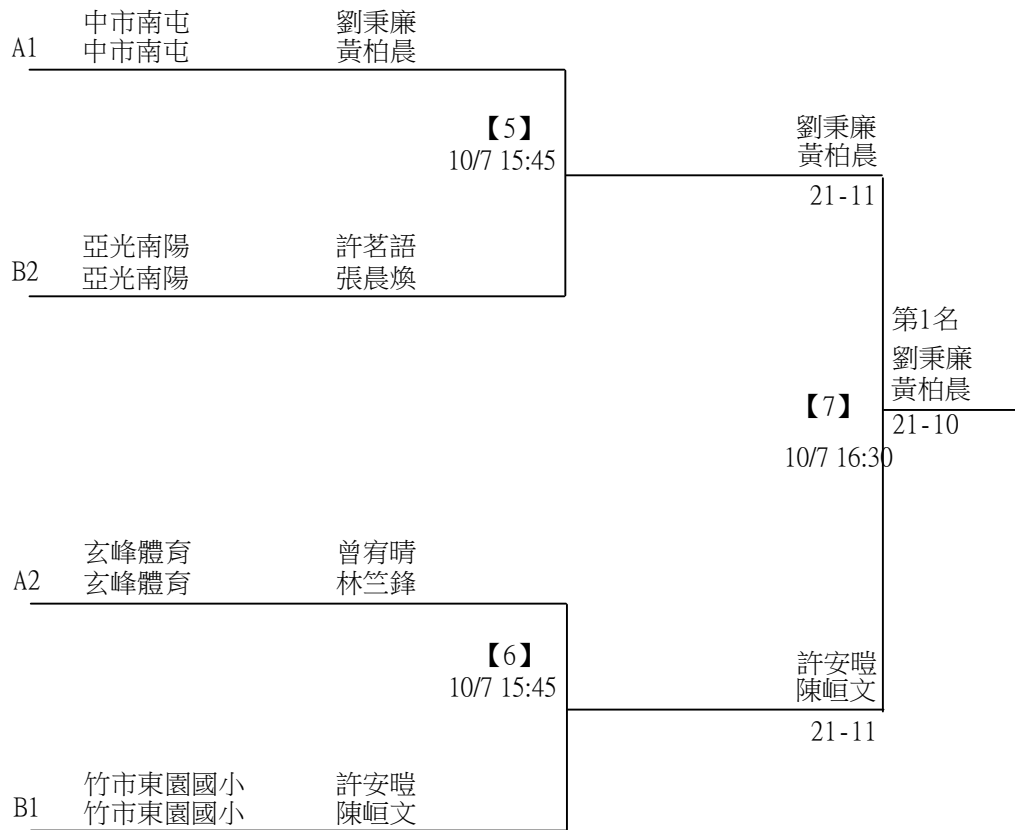 中市南屯 劉秉廉
A1 中市南屯 黃柏晨
【5】
10/7 15:45
劉秉廉
黃柏晨
21-11
亞光南陽 許茗語
B2 亞光南陽 張晨煥
第1名
劉秉廉
黃柏晨
【7】
21-10
10/7 16:30
玄峰體育 曾宥晴
A2 玄峰體育 林竺鋒
【6】
10/7 15:45
許安暟
陳峘文
21-11
竹市東園國小 許安暟
B1 竹市東園國小 陳峘文